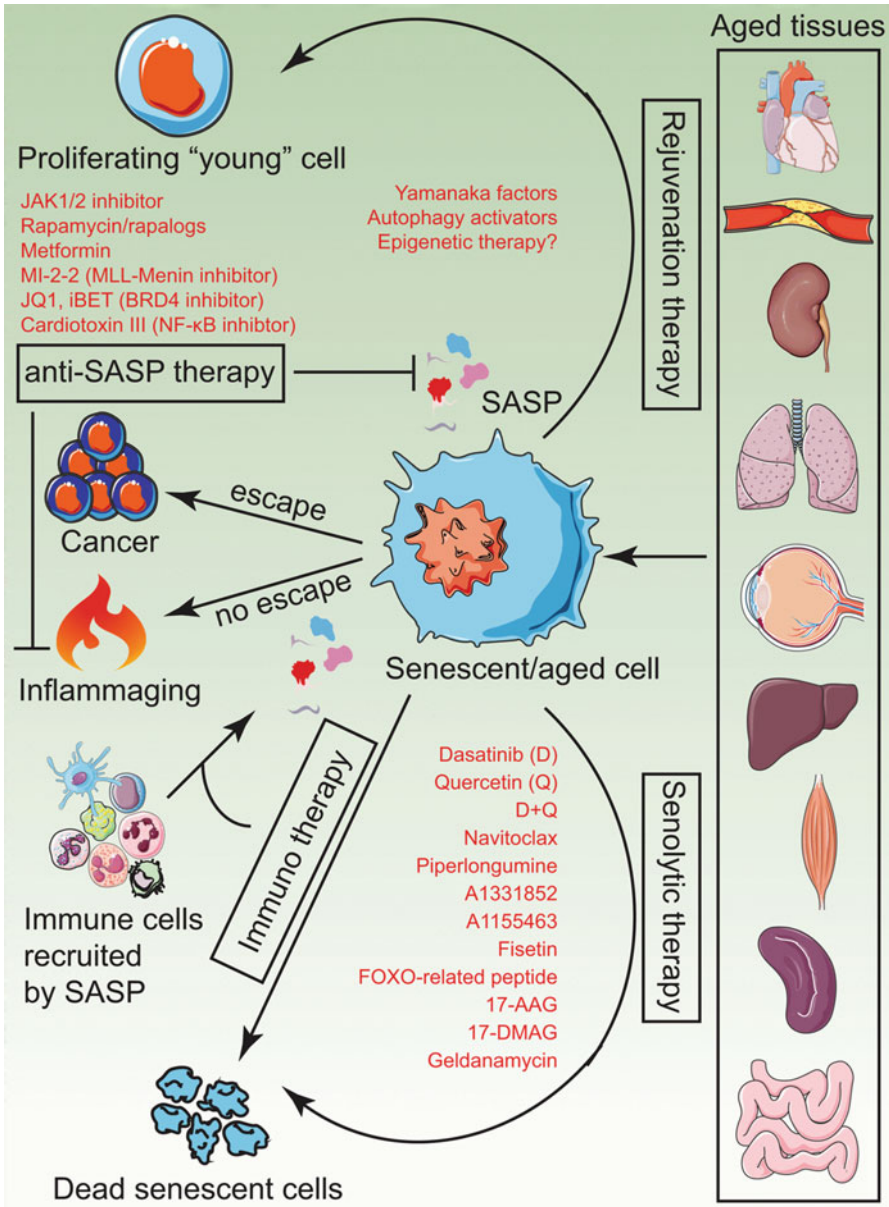 Aged tissues
Proliferating “young” cell
JAK1/2 inhibitor
Rapamycin/rapalogs
Metformin
MI-2-2 (MLL-Menin inhibitor)
JQ1, iBET (BRD4 inhibitor)
Cardiotoxin III (NF-κB inhibtor)
Yamanaka factors
Autophagy activators
Epigenetic therapy?
Rejuvenation therapy
anti-SASP therapy
SASP
escape
Cancer
no escape
Inflammaging
Senescent/aged cell
Immune cells
recruited
by SASP
Immuno therapy
Dasatinib (D)
Quercetin (Q)
D+Q
Navitoclax
Piperlongumine
A1331852
A1155463
Fisetin
FOXO-related peptide
17-AAG
17-DMAG
Geldanamycin
Senolytic therapy
Dead senescent cells